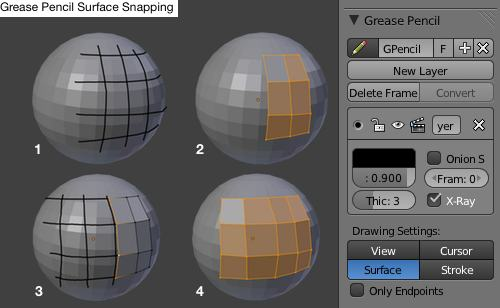 Grease Pencil Surface Snapping
1
2
3
4
Grease Pencil
GPencil F
New Layer
Delete Frame Convert
yer
: 0.900 Onion S
Fram: 0
Thic: 3 X-Ray
Drawing Settings:
View Cursor
Surface Stroke
Only Endpoints